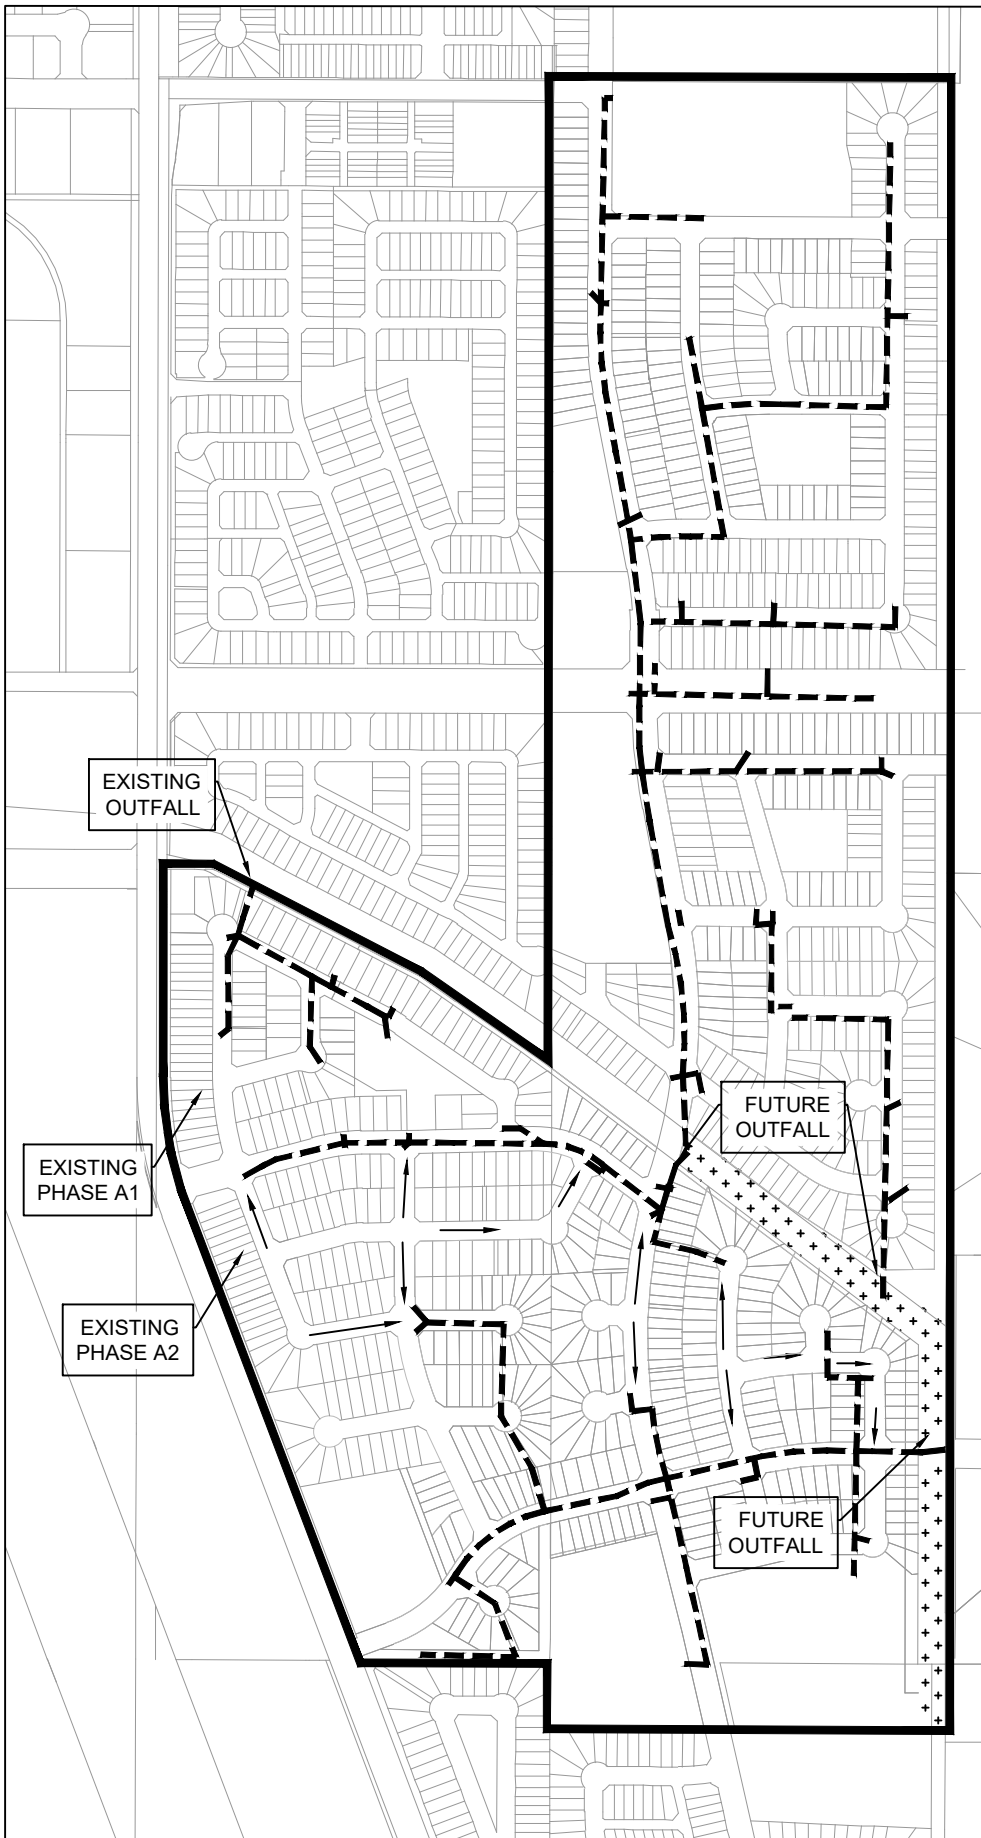 EXISTING
OUTFALL
FUTURE
OUTFALL
EXISTING
PHASE A1
EXISTING
PHASE A2
FUTURE
OUTFALL